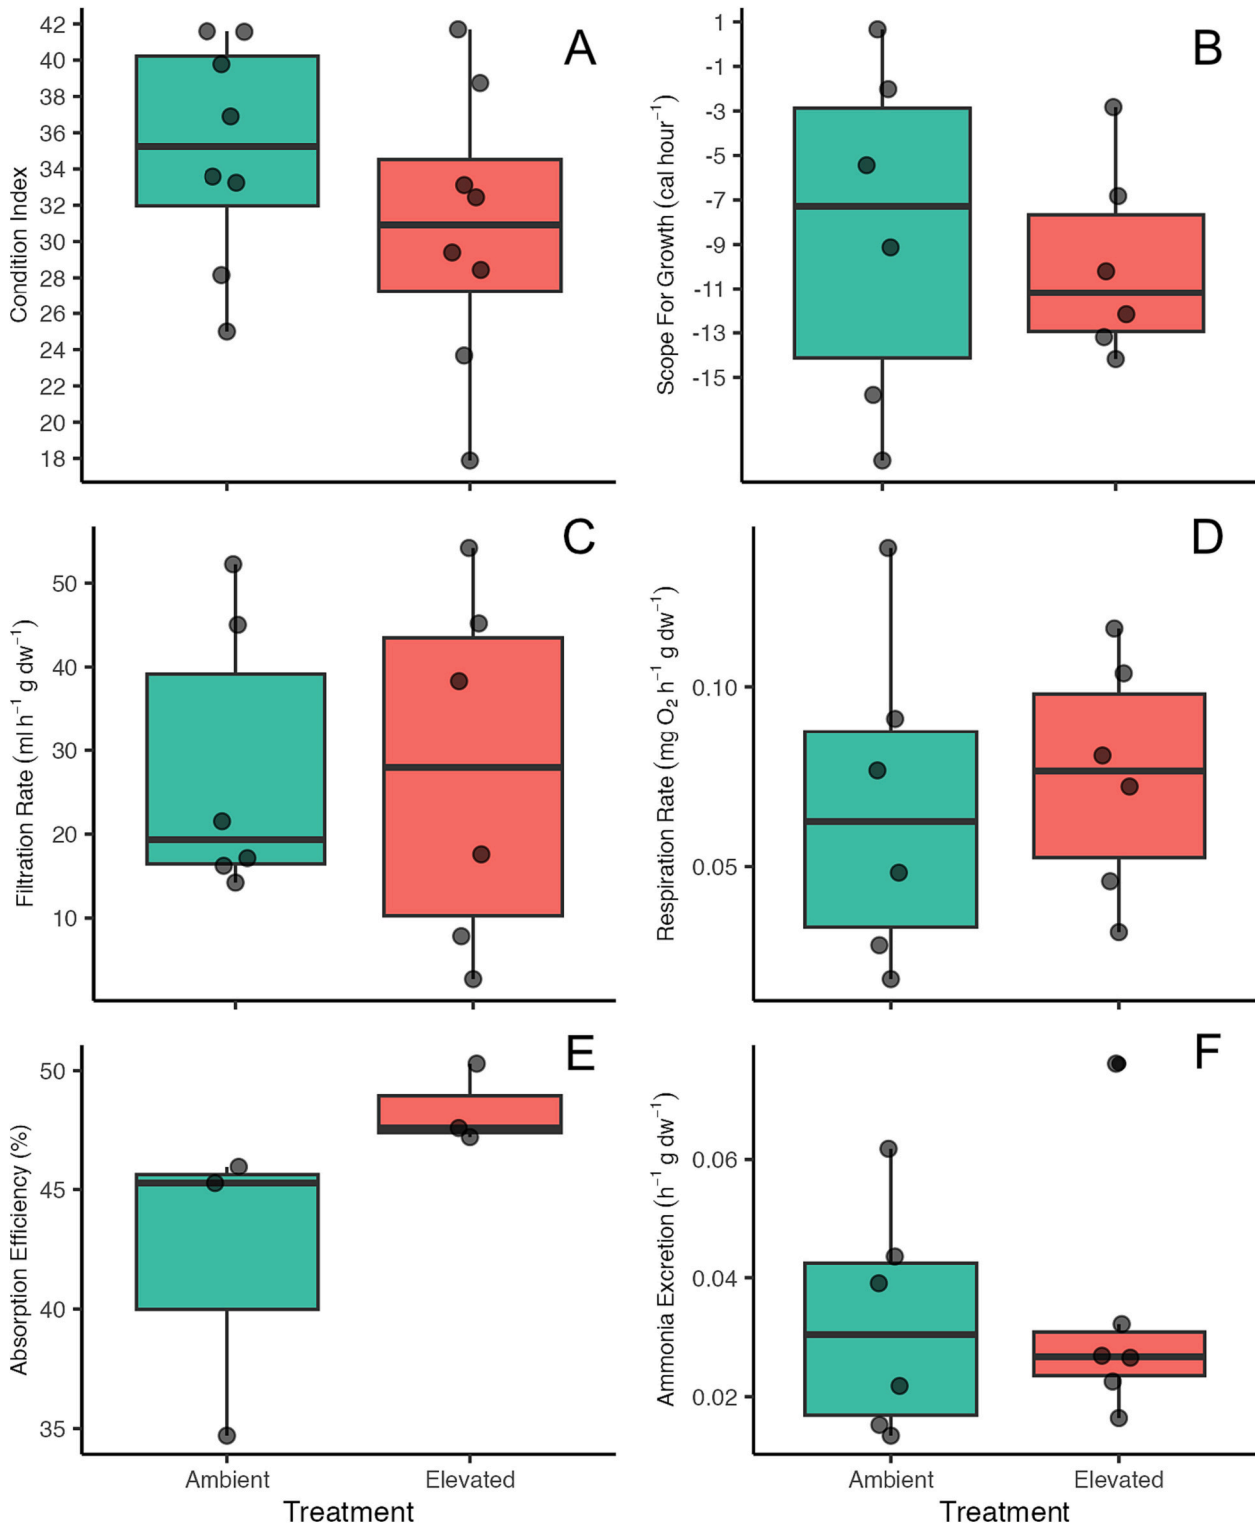 A
Condition Index
42
40
38
36
34
32
30
28
26
24
22
20
18
B
Scope For Growth (cal hour⁻¹)
1
-1
-3
-5
-7
-9
-11
-13
-15
C
Filtration Rate (ml h⁻¹ g dw⁻¹)
50
40
30
20
10
D
Respiration Rate (mg O₂ h⁻¹ g dw⁻¹)
0.10
0.05
E
Absorption Efficiency (%)
50
45
40
35
Ambient Elevated
Treatment
F
Ammonia Excretion (h⁻¹ g dw⁻¹)
0.06
0.04
0.02
Ambient Elevated
Treatment